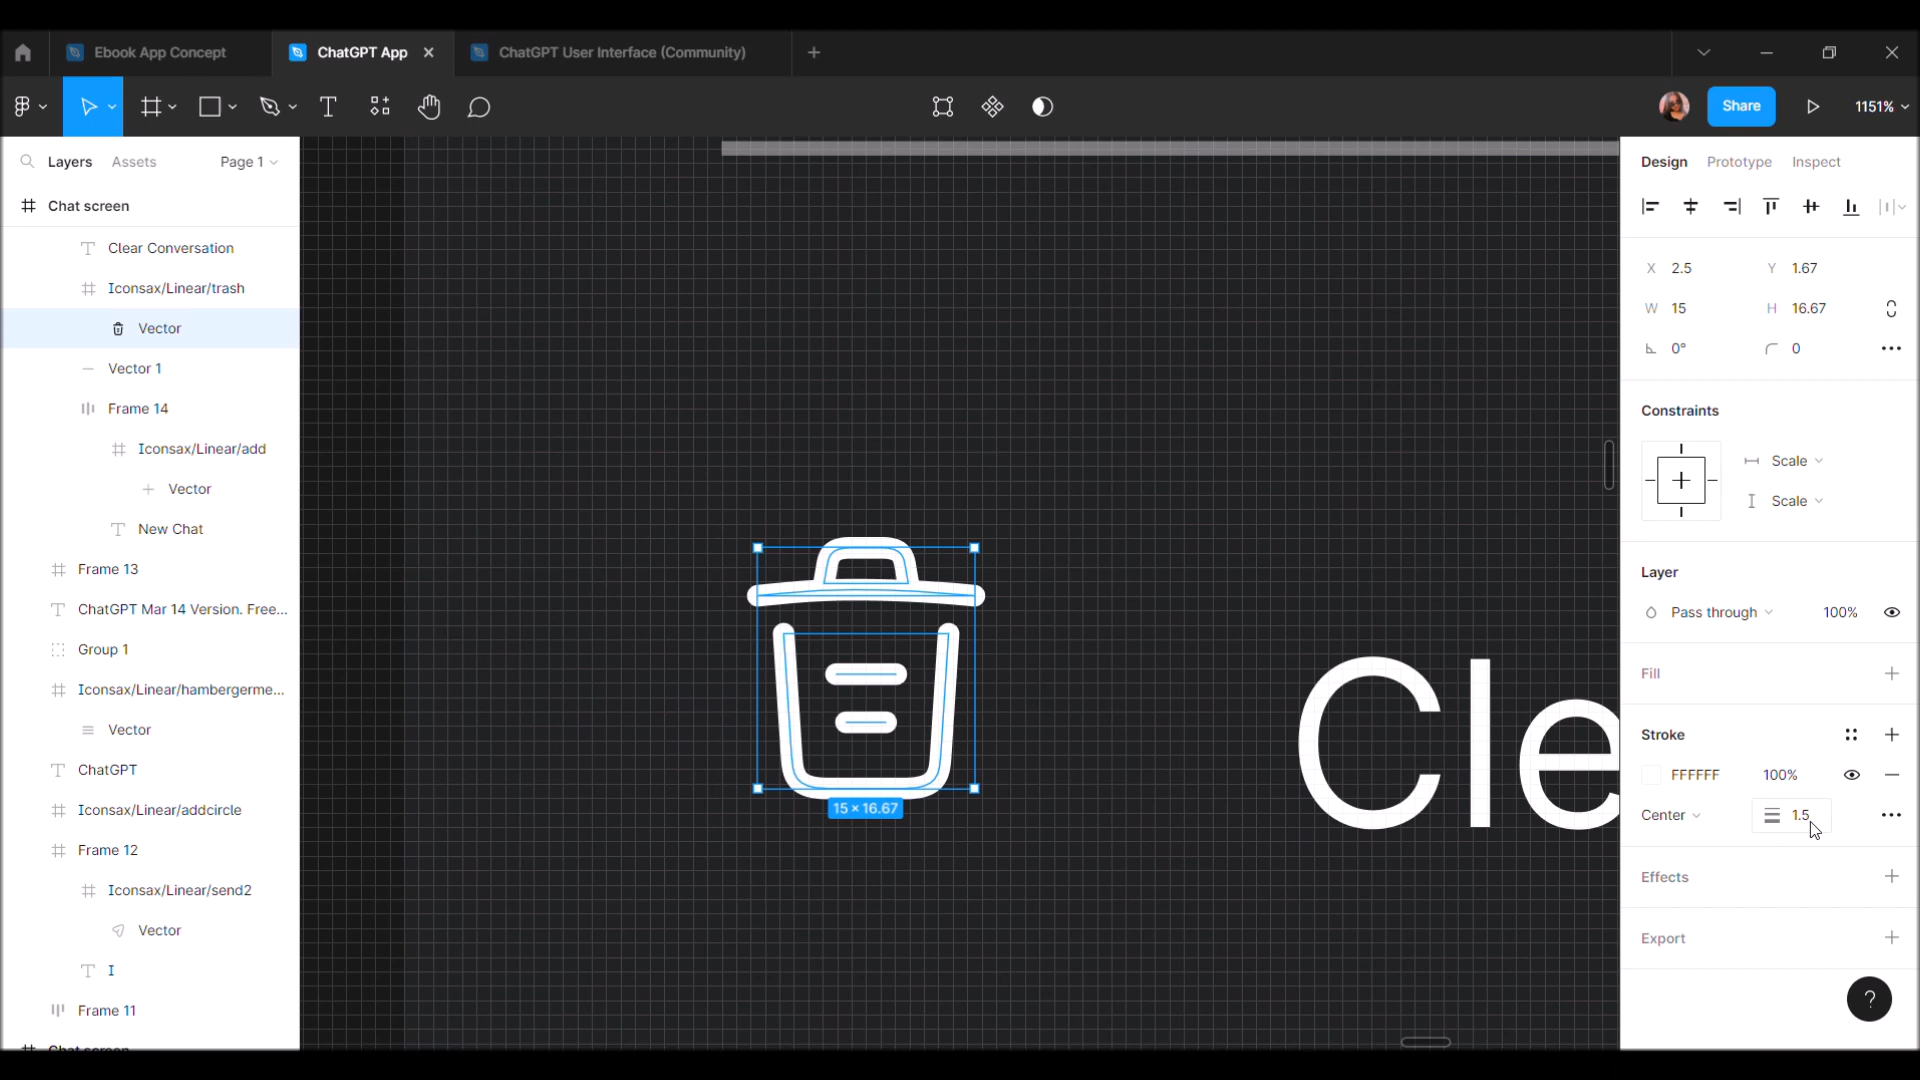 Ebook App Concept
ChatGPT App
ChatGPT User Interface (Community)
Share
1151%
Layers
Assets
Page 1
Chat screen
Clear Conversation
Iconsax/Linear/trash
Vector
Vector 1
Frame 14
Iconsax/Linear/add
Vector
New Chat
Frame 13
ChatGPT Mar 14 Version. Free...
Group 1
Iconsax/Linear/hambergerme...
Vector
ChatGPT
Iconsax/Linear/addcircle
Frame 12
Iconsax/Linear/send2
Vector
I
Frame 11
Chat screen
15 × 16.67
Cle
Design
Prototype
Inspect
X 2.5
Y 1.67
W 15
H 16.67
0°
0
Constraints
Scale
Scale
Layer
Pass through
100%
Fill
Stroke
FFFFFF
100%
Center
1.5
Effects
Export
?